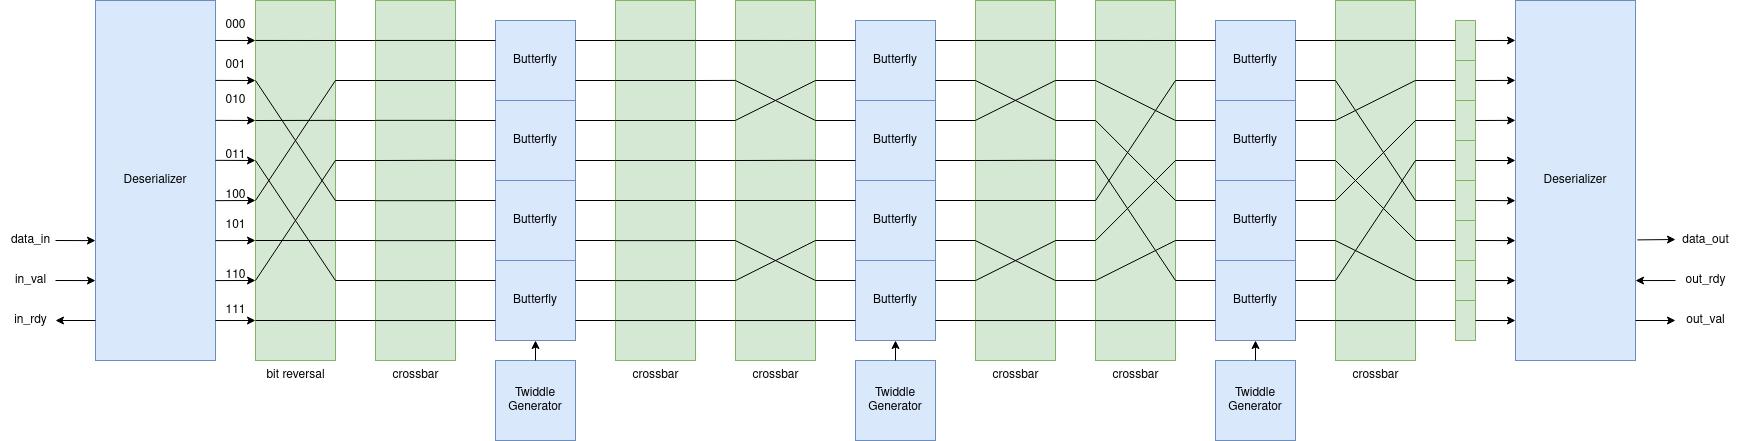 000
001
010
011
100
101
110
111
Deserializer
data_in
in_val
in_rdy
bit reversal
crossbar
Butterfly
Butterfly
Butterfly
Butterfly
Twiddle
Generator
crossbar
crossbar
Butterfly
Butterfly
Butterfly
Butterfly
Twiddle
Generator
crossbar
crossbar
Butterfly
Butterfly
Butterfly
Butterfly
Twiddle
Generator
crossbar
Deserializer
data_out
out_rdy
out_val